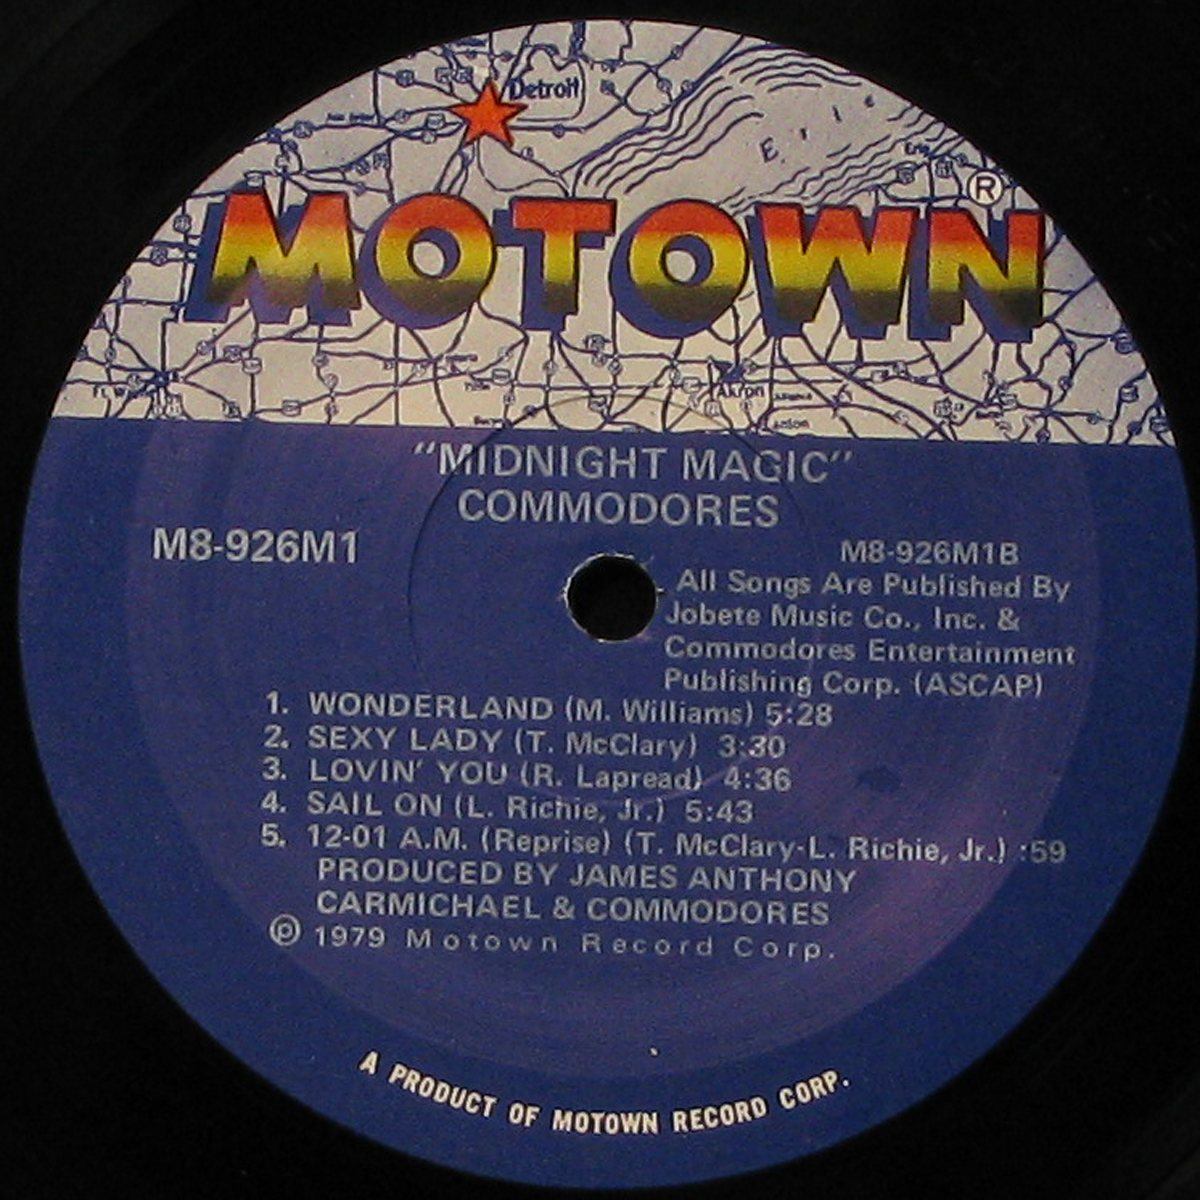 Detroit
Erie
Erie
®
MOTOWN
Akron
"MIDNIGHT MAGIC"
COMMODORES
M8-926M1
M8-926M1B
All Songs Are Published By
Jobete Music Co., Inc. &
Commodores Entertainment
Publishing Corp. (ASCAP)
1. WONDERLAND (M. Williams) 5:28
2. SEXY LADY (T. McClary) 3:30
3. LOVIN' YOU (R. Lapread) 4:36
4. SAIL ON (L. Richie, Jr.) 5:43
5. 12-01 A.M. (Reprise) (T. McClary-L. Richie, Jr.) :59
PRODUCED BY JAMES ANTHONY
CARMICHAEL & COMMODORES
℗ 1979 Motown Record Corp.
A PRODUCT OF MOTOWN RECORD CORP.